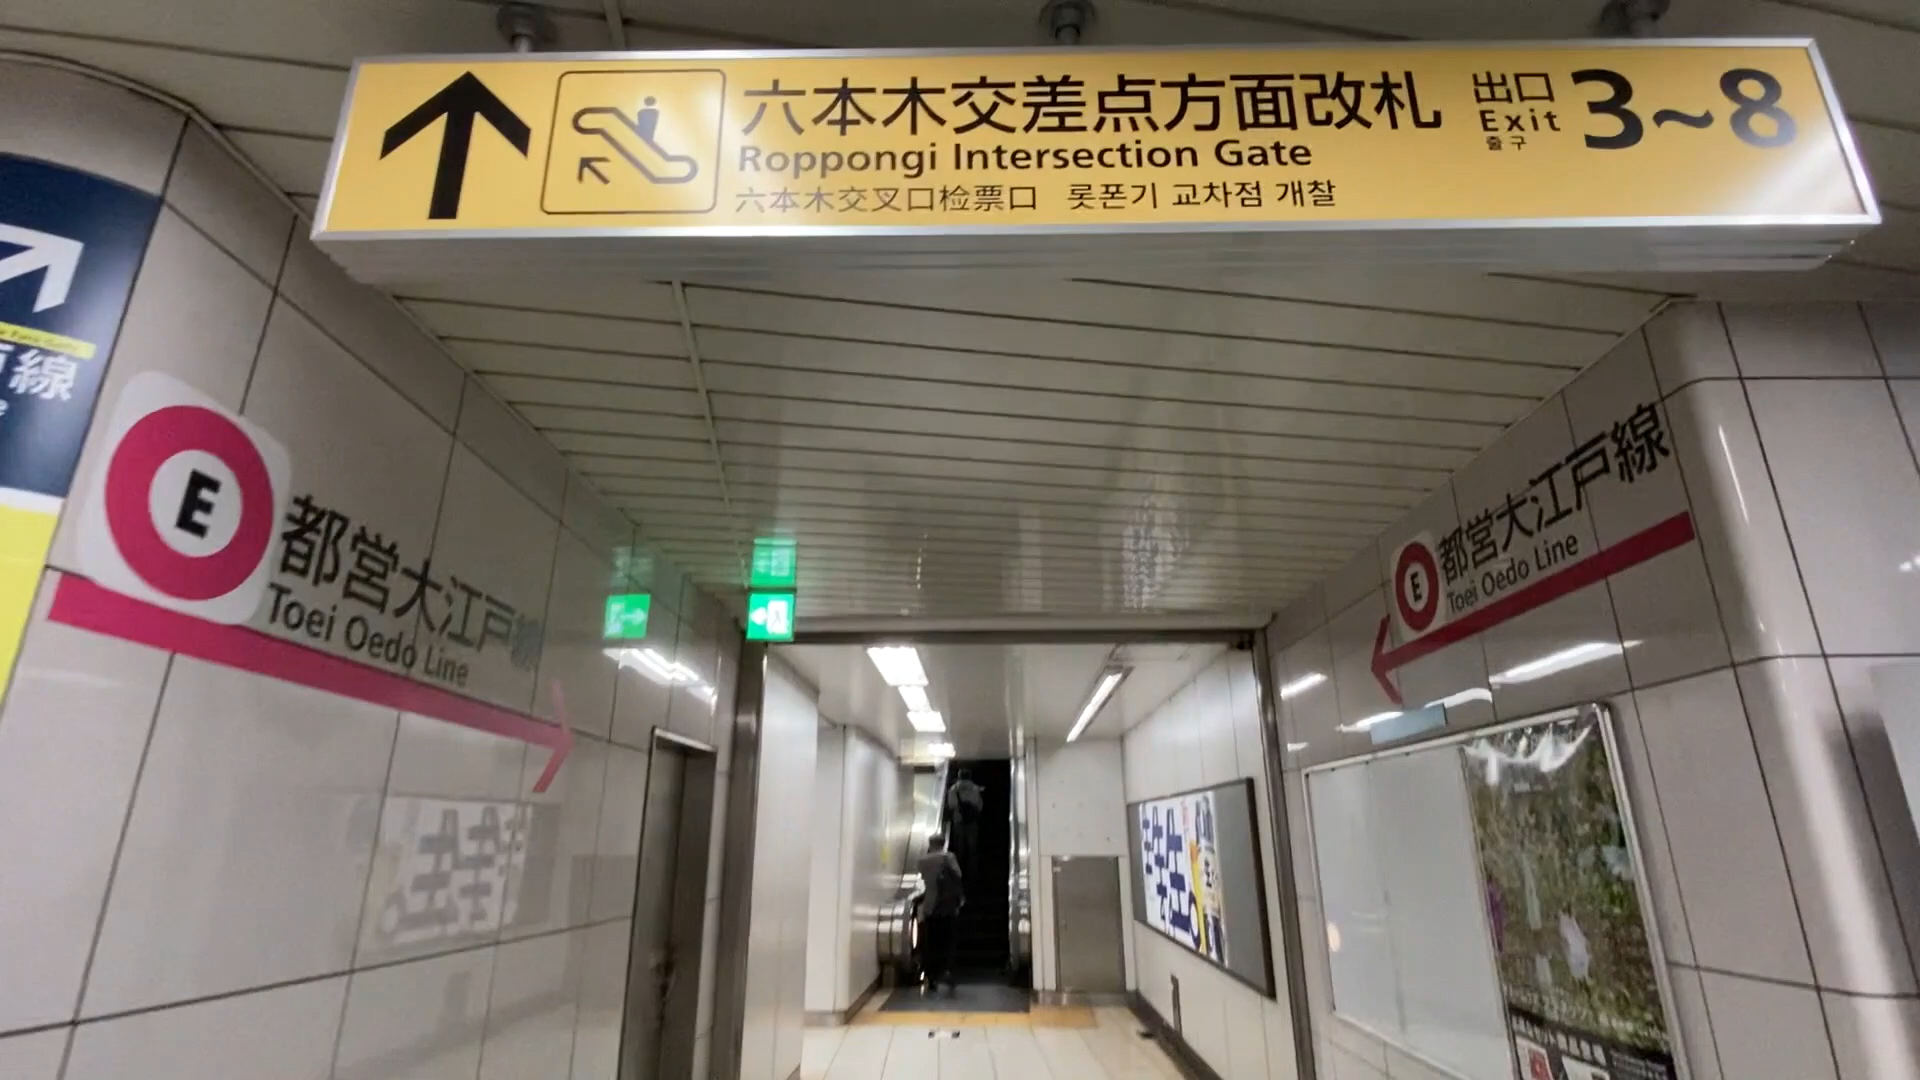 六本木交差点方面改札
Roppongi Intersection Gate
六本木交叉口检票口 롯폰기 교차점 개찰
出口
Exit
출구
3~8
線
E
都営大江戸線
Toei Oedo Line
E
都営大江戸線
Toei Oedo Line